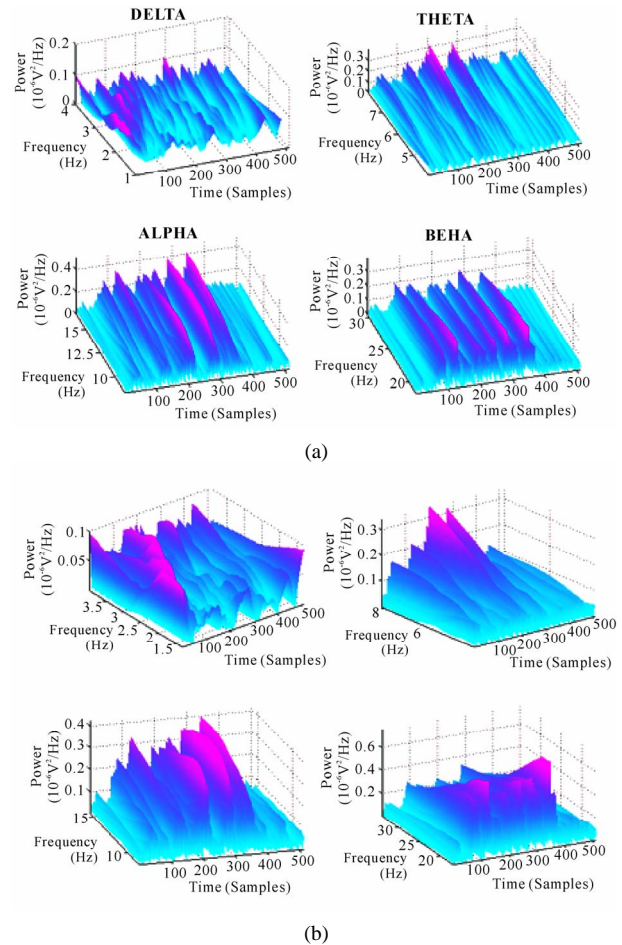 DELTA
0.2
0.1
0
Power
(10⁻⁶V²/Hz)
4
3
2
1
Frequency
(Hz)
100 200 300 400 500
Time (Samples)
THETA
0.3
0.2
0.1
0
Power
(10⁻⁶V²/Hz)
7
6
5
Frequency
(Hz)
100 200 300 400 500
Time (Samples)
ALPHA
0.4
0.2
0
Power
(10⁻⁶V²/Hz)
15
12.5
10
Frequency
(Hz)
100 200 300 400 500
Time (Samples)
BEHA
0.3
0.2
0.1
0
Power
(10⁻⁶V²/Hz)
30
25
20
Frequency
(Hz)
100 200 300 400 500
Time (Samples)
(a)
0.1
0.05
Power
(10⁻⁶V²/Hz)
3.5
3
2.5
2
1.5
Frequency
(Hz)
100 200 300 400 500
Time (Samples)
0.3
0.2
0.1
Power
(10⁻⁶V²/Hz)
8
6
Frequency
(Hz)
100 200 300 400 500
Time (Samples)
0.4
0.3
0.2
0.1
Power
(10⁻⁶V²/Hz)
15
10
Frequency
(Hz)
100 200 300 400 500
Time (Samples)
0.6
0.4
0.2
Power
(10⁻⁶V²/Hz)
30
25
20
Frequency
(Hz)
100 200 300 400 500
Time (Samples)
(b)